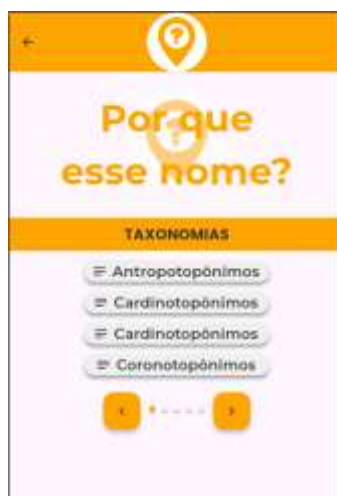 Por que
esse nome?
TAXONOMIAS
Antropotopônimos
Cardinotopônimos
Cardinotopônimos
Coronotopônimos